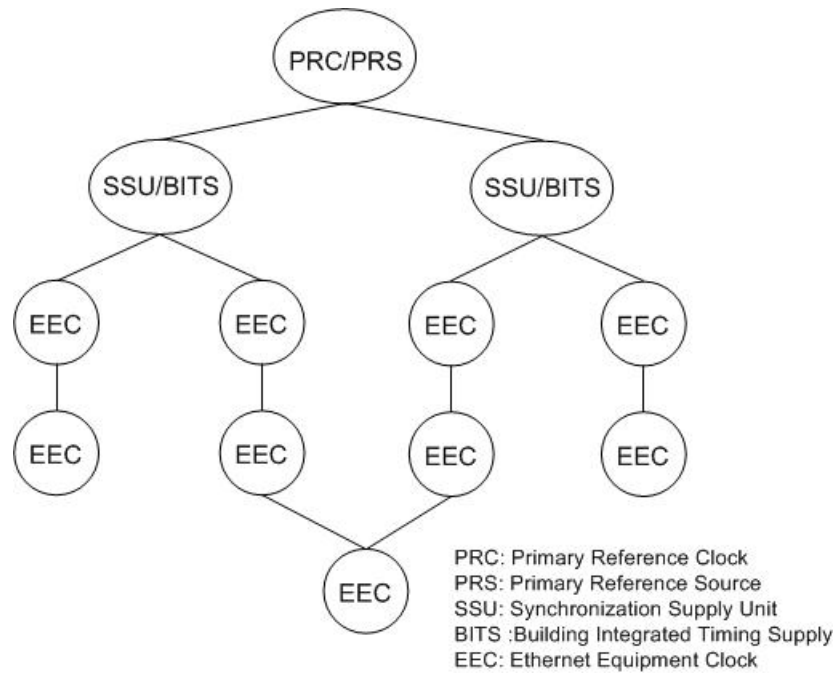 PRC/PRS
SSU/BITS
SSU/BITS
EEC
EEC
EEC
EEC
EEC
EEC
EEC
EEC
EEC
PRC: Primary Reference Clock
PRS: Primary Reference Source
SSU: Synchronization Supply Unit
BITS :Building Integrated Timing Supply
EEC: Ethernet Equipment Clock